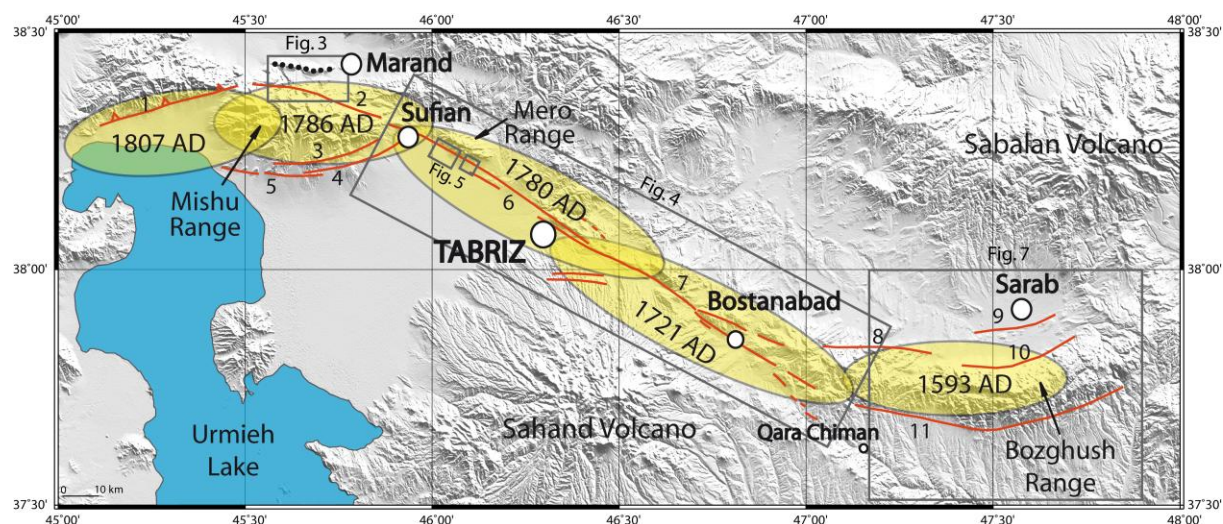 45˚00'
45˚30'
46˚00'
46˚30'
47˚00'
47˚30'
48˚00'
38˚30'
38˚30'
Fig. 3
Marand
1
2
Sufian
Mero
Range
1807 AD
1786 AD
Sabalan Volcano
3
5
4
Mishu
Range
Fig. 5
6
1780 AD
Fig. 4
TABRIZ
38˚00'
38˚00'
7
Fig. 7
Sarab
Bostanabad
9
1721 AD
8
10
1593 AD
Urmieh
Lake
Sahand Volcano
Qara Chiman
11
Bozghush
Range
0 10 km
37˚30'
37˚30'
45˚00'
45˚30'
46˚00'
46˚30'
47˚00'
47˚30'
48˚00'